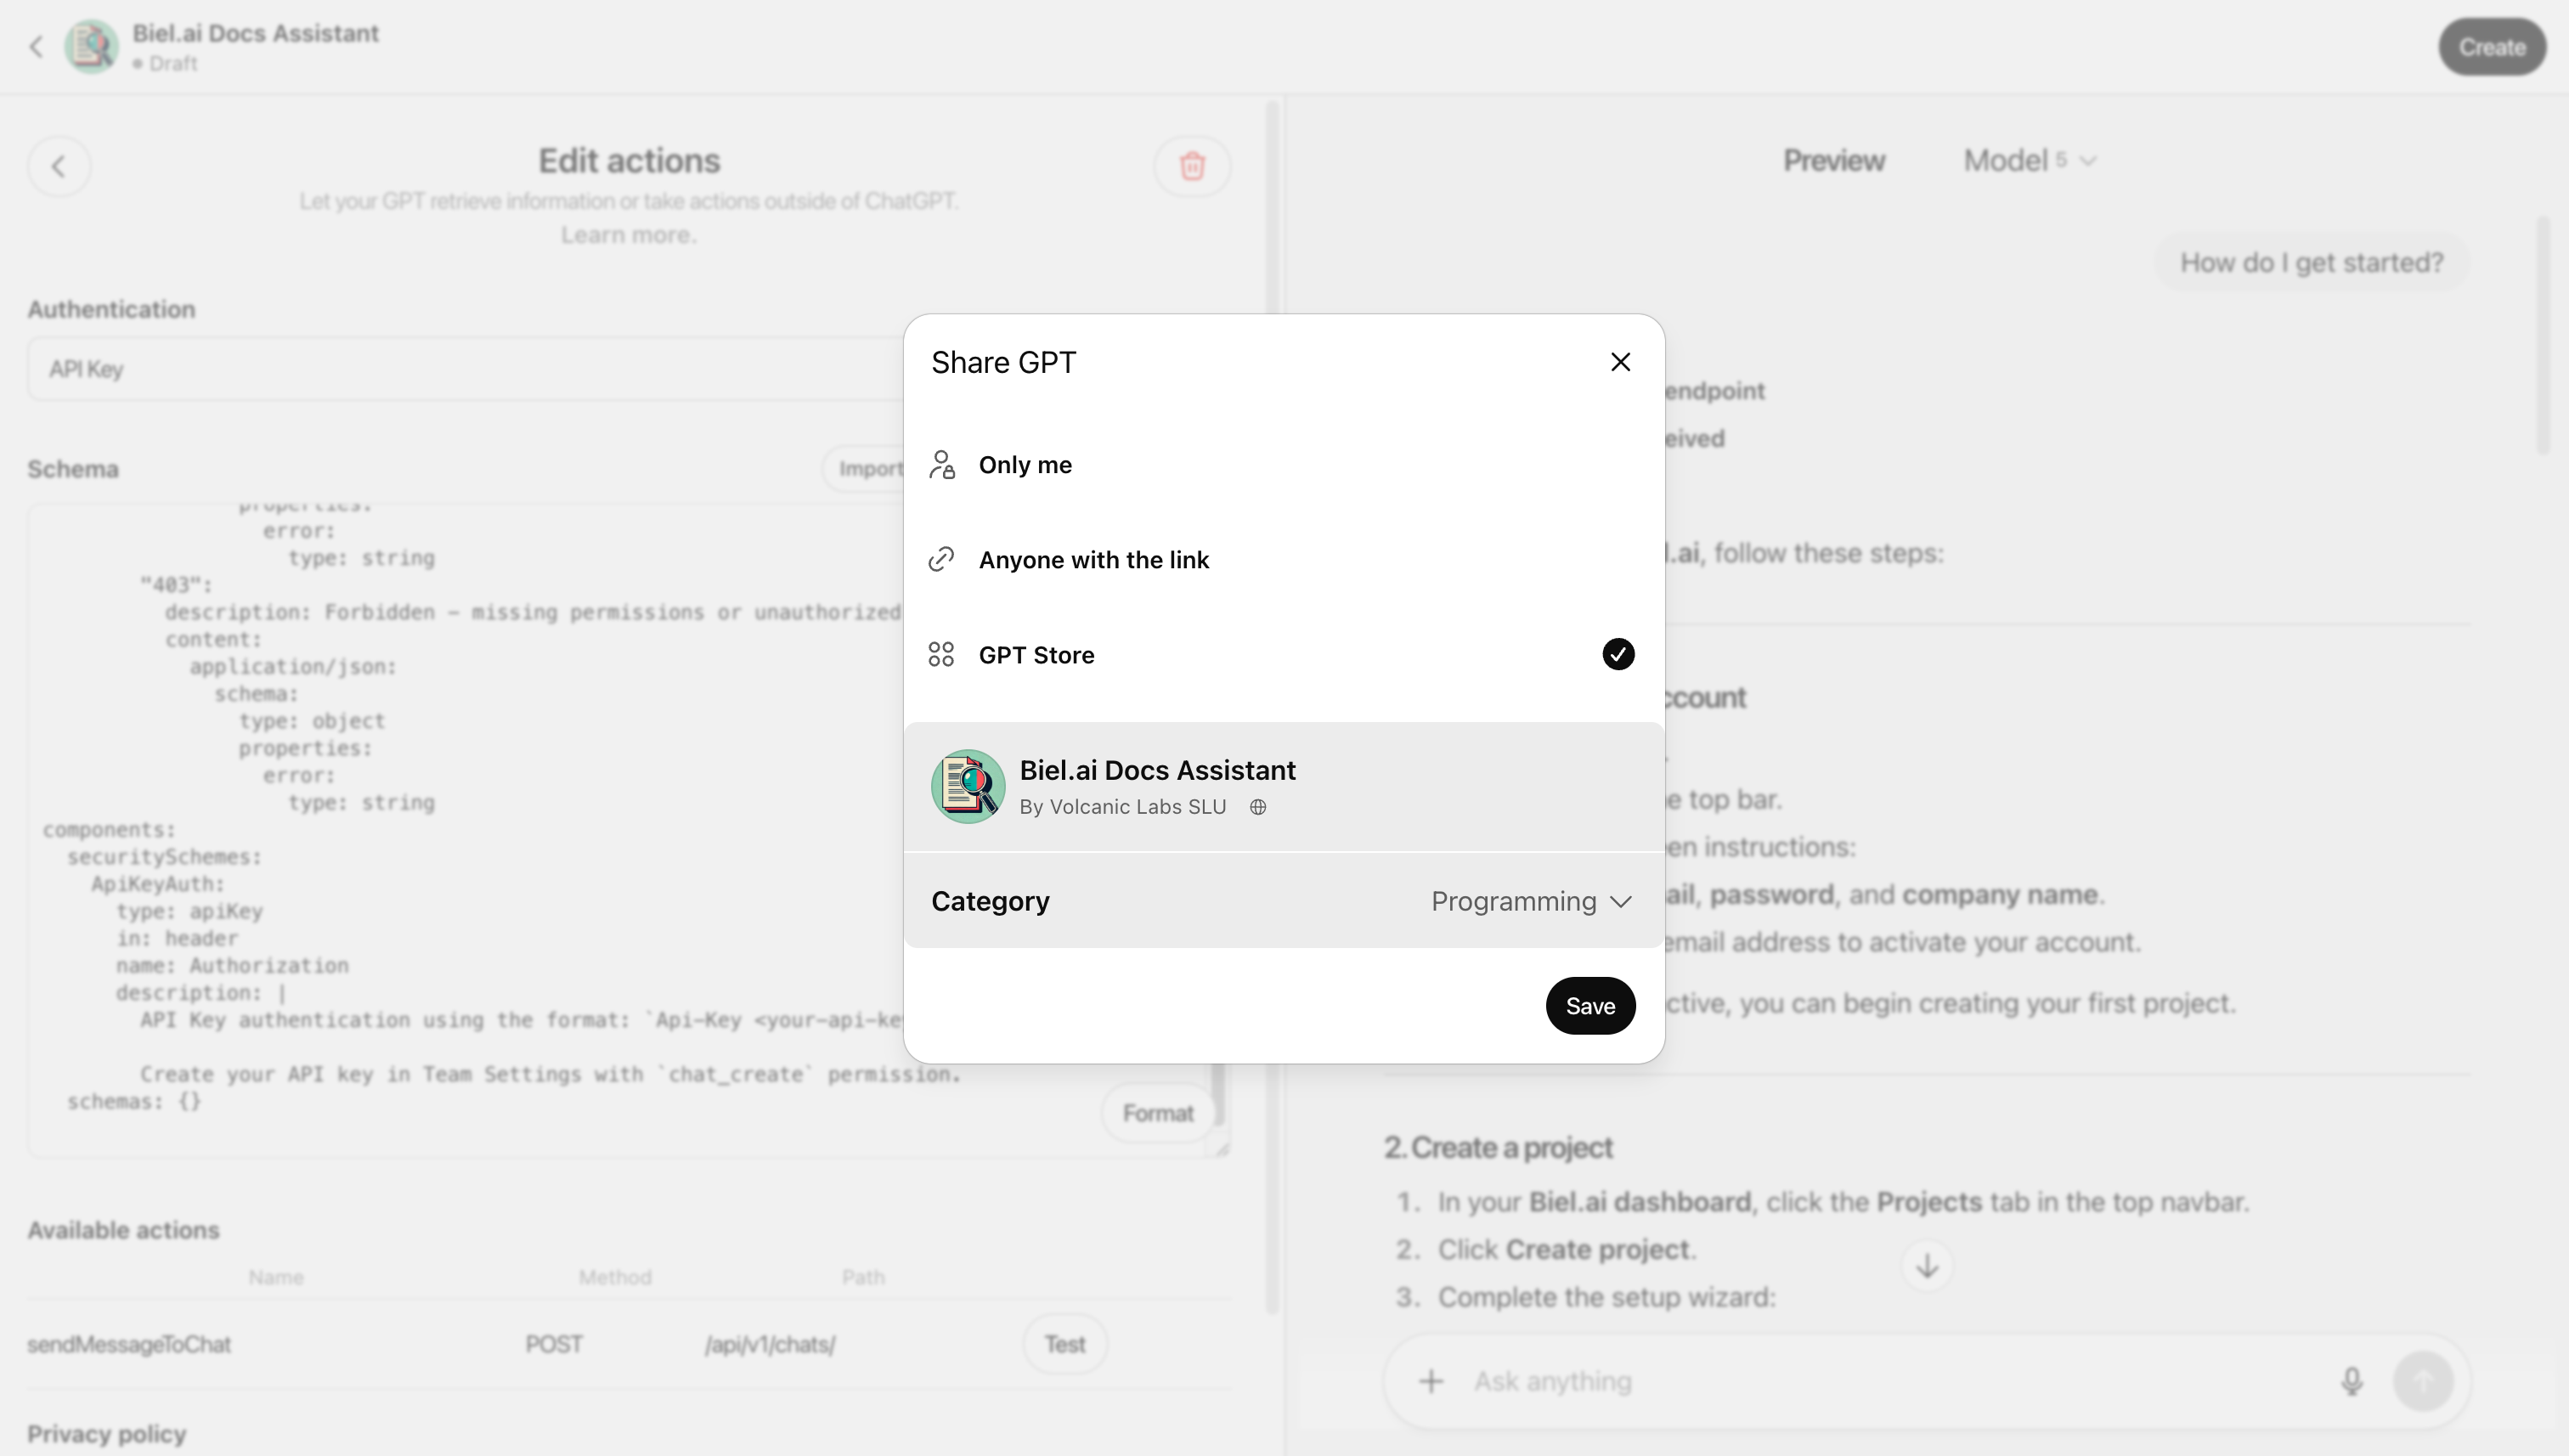 Biel.ai Docs Assistant
Draft
Create
Edit actions
Let your GPT retrieve information or take actions outside of ChatGPT.
Learn more.
Authentication
API Key
Schema
Import
properties:
error:
type: string
"403":
description: Forbidden – missing permissions or unauthorized
content:
application/json:
schema:
type: object
properties:
error:
type: string
components:
securitySchemes:
ApiKeyAuth:
type: apiKey
in: header
name: Authorization
description: |
API Key authentication using the format: `Api-Key <your-api-ke
Create your API key in Team Settings with `chat_create` permission.
schemas: {}
Format
Available actions
Name Method Path
sendMessageToChat POST /api/v1/chats/ Test
Privacy policy
Share GPT
Only me
Anyone with the link
GPT Store
Biel.ai Docs Assistant
By Volcanic Labs SLU
Category Programming
Save
Preview Model 5
How do I get started?
endpoint
eived
l.ai, follow these steps:
ccount
e top bar.
en instructions:
ail, password, and company name.
email address to activate your account.
ctive, you can begin creating your first project.
2. Create a project
1. In your Biel.ai dashboard, click the Projects tab in the top navbar.
2. Click Create project.
3. Complete the setup wizard:
Ask anything